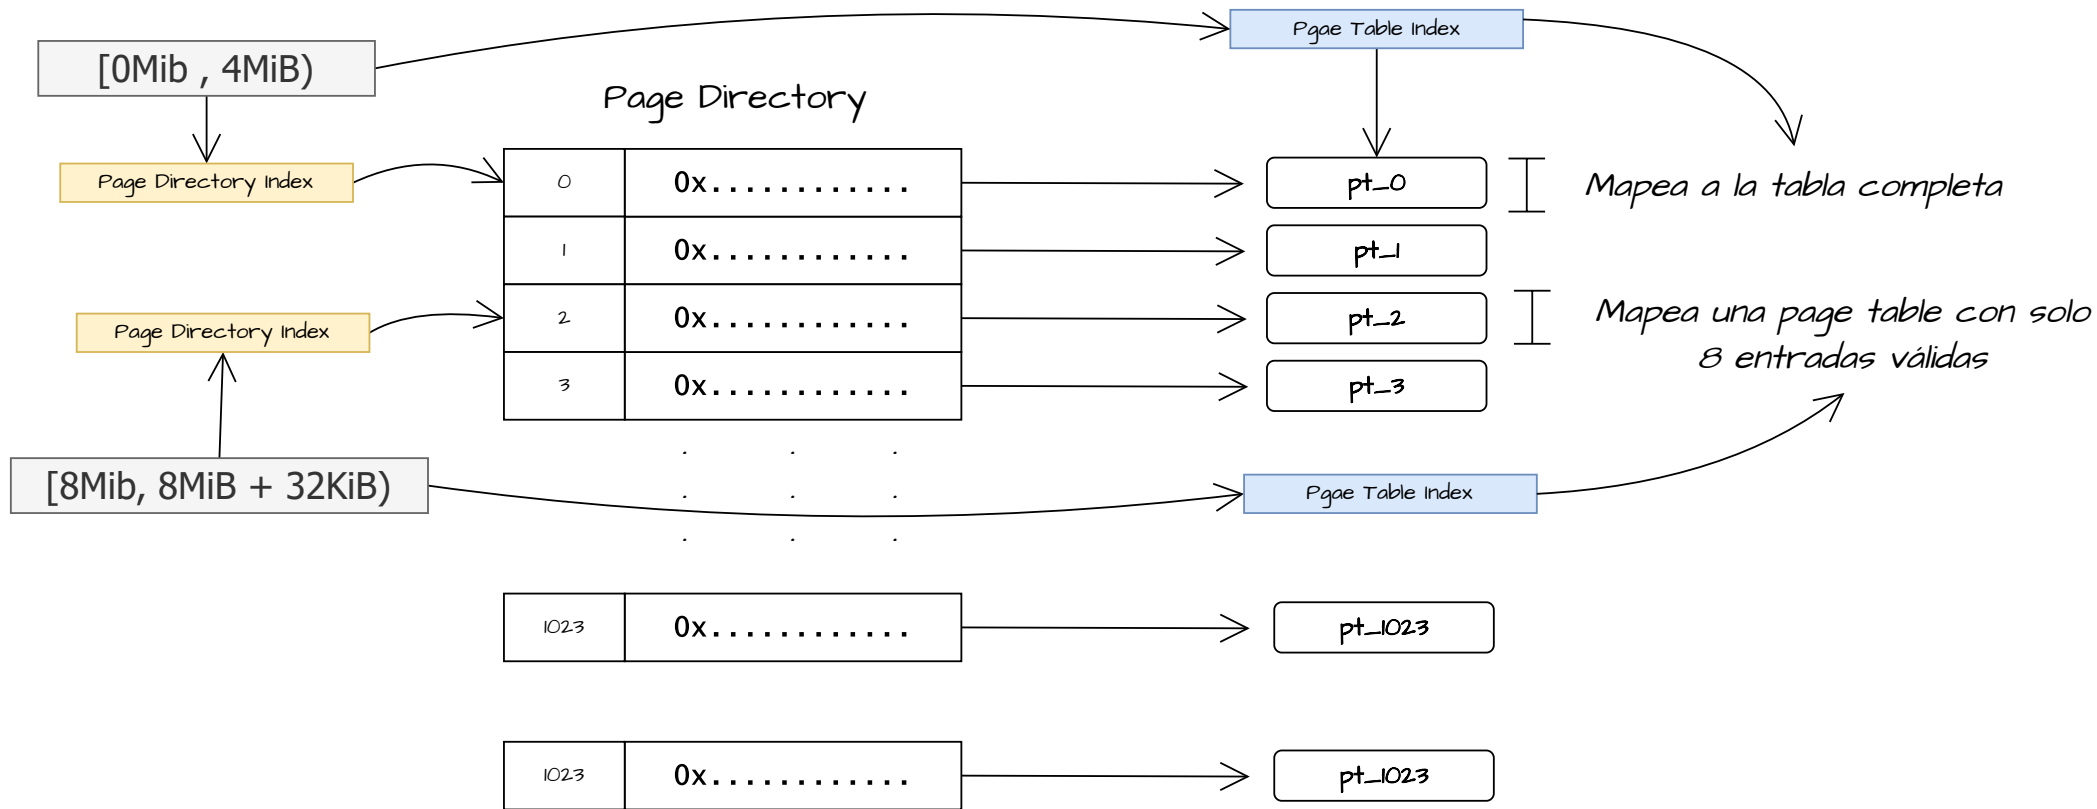 Pgae Table Index
[0Mib , 4MiB)
Page Directory
Page Directory Index
0
0x............
pt_0
Mapea a la tabla completa
1
0x............
pt_1
Page Directory Index
2
0x............
pt_2
Mapea una page table con solo
8 entradas válidas
3
0x............
pt_3
. . .
[8Mib, 8MiB + 32KiB)
. . .
Pgae Table Index
. . .
1023
0x............
pt_1023
1023
0x............
pt_1023